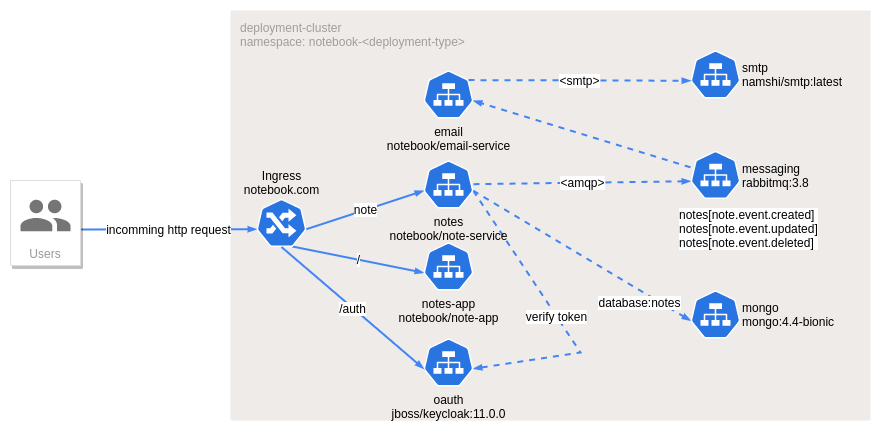 deployment-cluster
namespace: notebook-<deployment-type>
<smtp>
smtp
namshi/smtp:latest
email
notebook/email-service
Ingress
notebook.com
<amqp>
messaging
rabbitmq:3.8
note
notes[note.event.created]
notes[note.event.updated]
notes[note.event.deleted]
notes
notebook/note-service
incomming http request
Users
/
notes-app
notebook/note-app
/auth
verify token
database:notes
mongo
mongo:4.4-bionic
oauth
jboss/keycloak:11.0.0